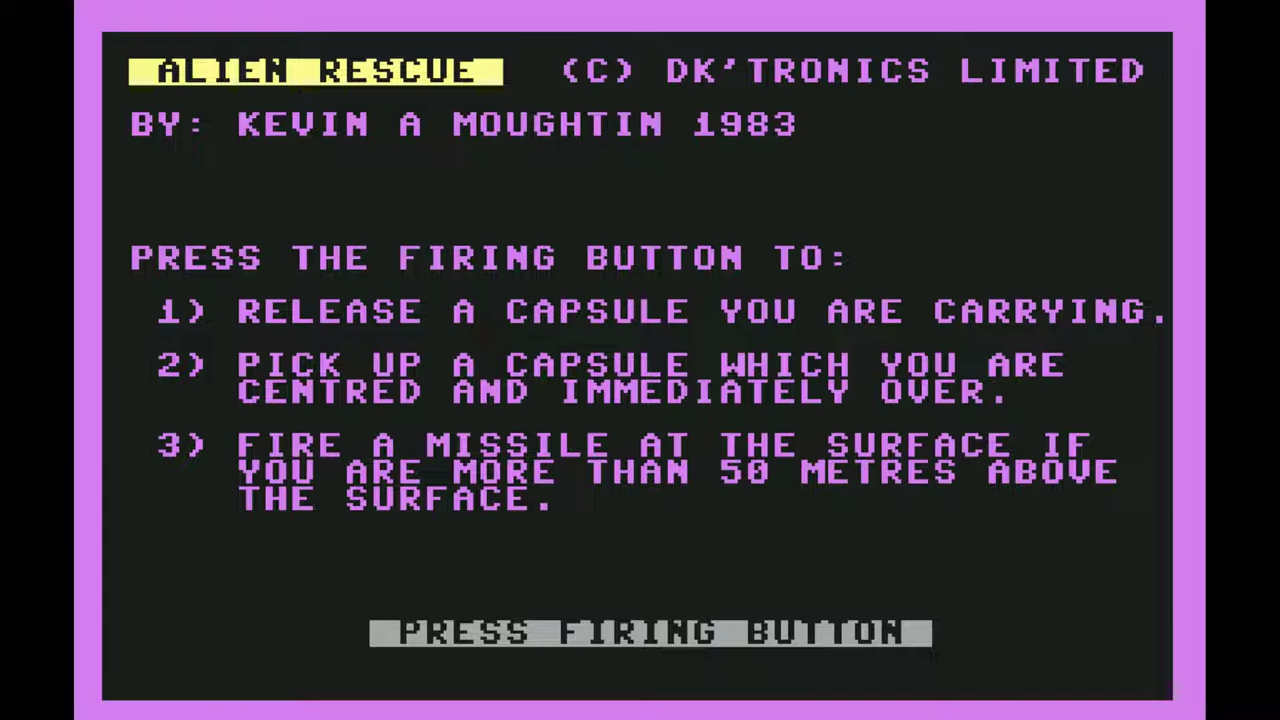 ALIEN RESCUE (C) DK'TRONICS LIMITED
BY: KEVIN A MOUGHTIN 1983
PRESS THE FIRING BUTTON TO:
1) RELEASE A CAPSULE YOU ARE CARRYING.
2) PICK UP A CAPSULE WHICH YOU ARE
CENTRED AND IMMEDIATELY OVER.
3) FIRE A MISSILE AT THE SURFACE IF
YOU ARE MORE THAN 50 METRES ABOVE
THE SURFACE.
PRESS FIRING BUTTON